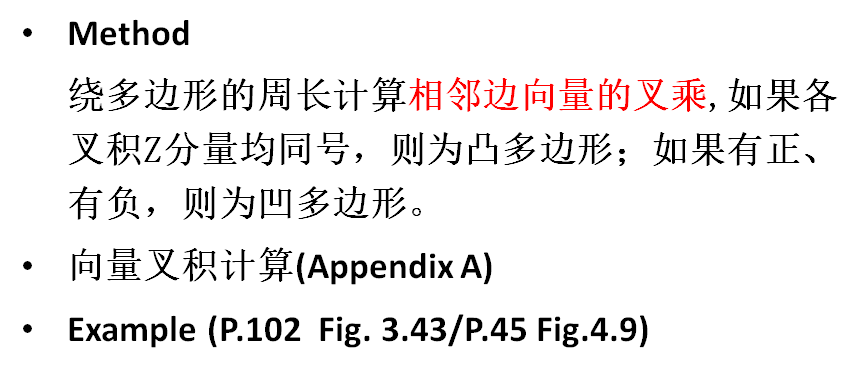 • Method
绕多边形的周长计算相邻边向量的叉乘,如果各
叉积Z分量均同号，则为凸多边形；如果有正、
有负，则为凹多边形。
• 向量叉积计算(Appendix A)
• Example (P.102  Fig. 3.43/P.45 Fig.4.9)